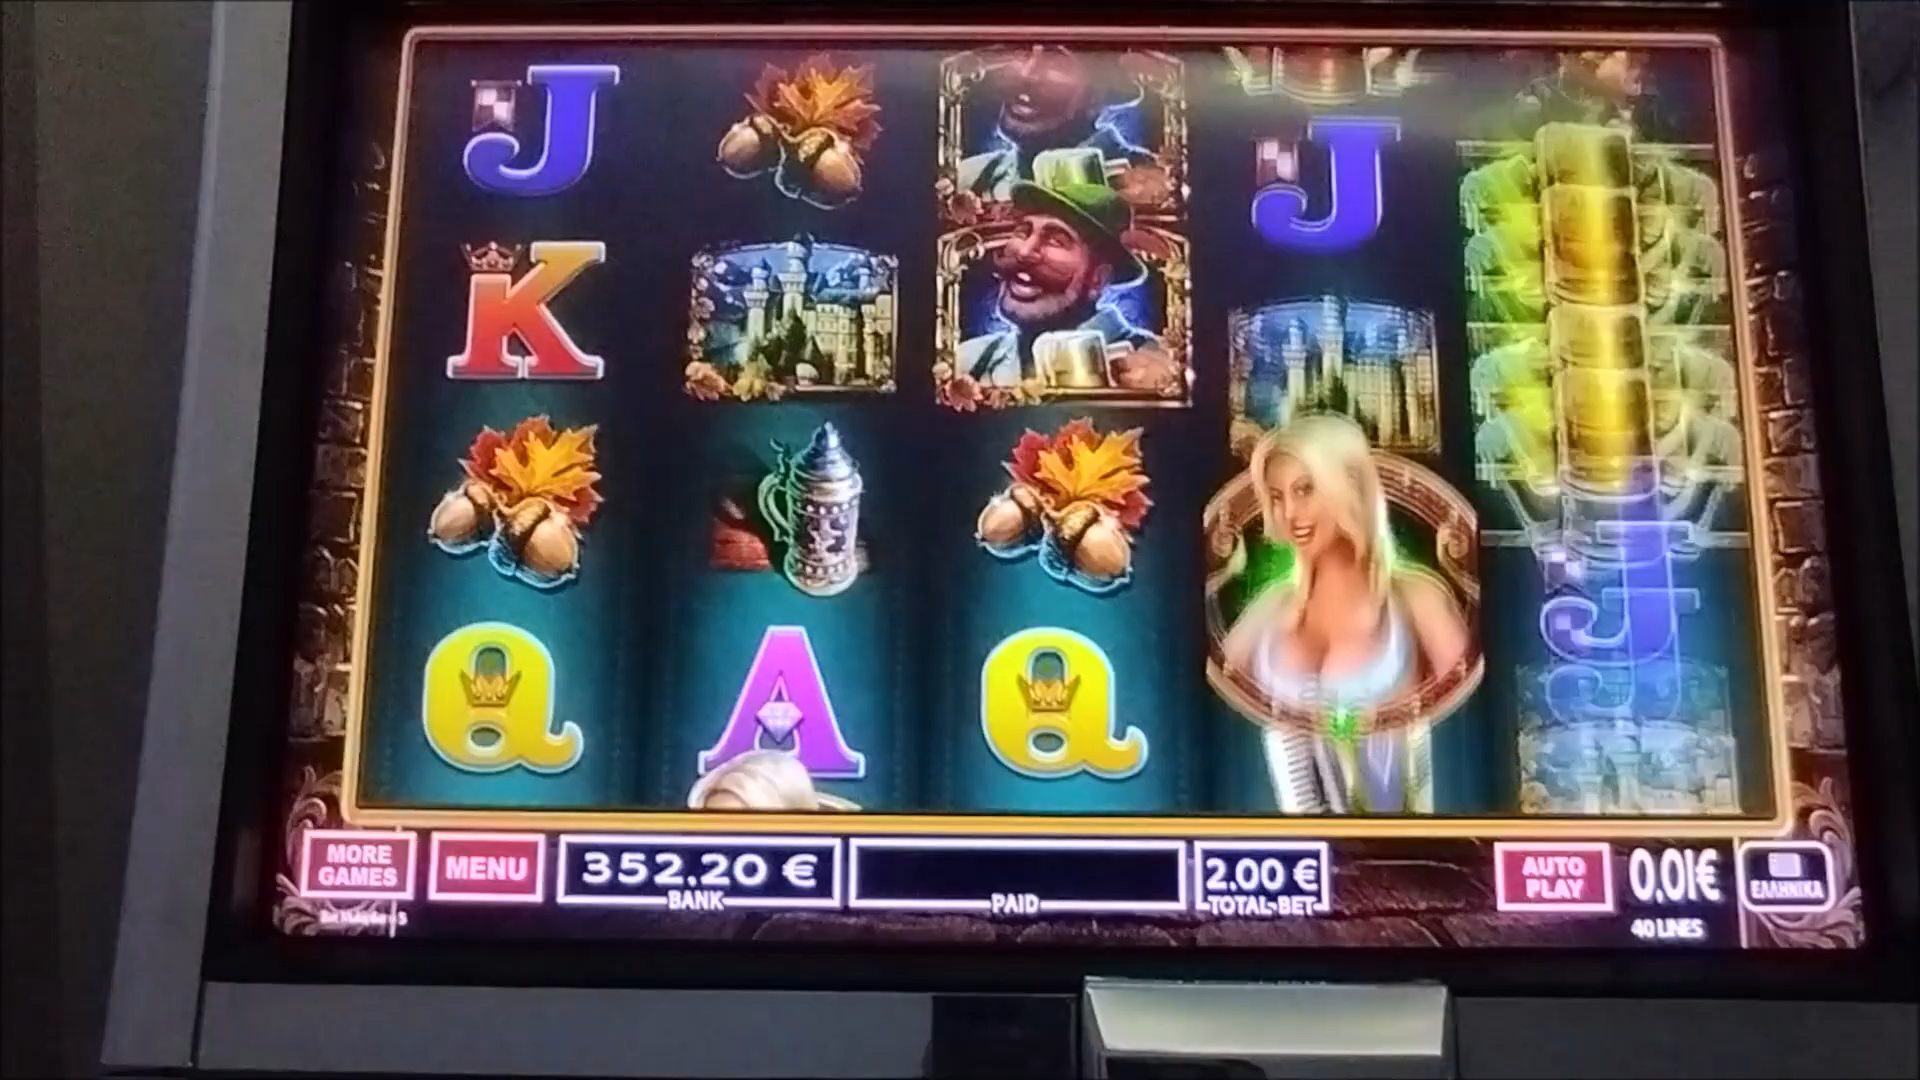 J
J
K
J
Q
A
Q
MORE
GAMES
MENU
352.20 €
BANK
PAID
2.00 €
TOTAL BET
AUTO
PLAY
0,01€
40 LINES
ΕΛΛΗΝΙΚΑ